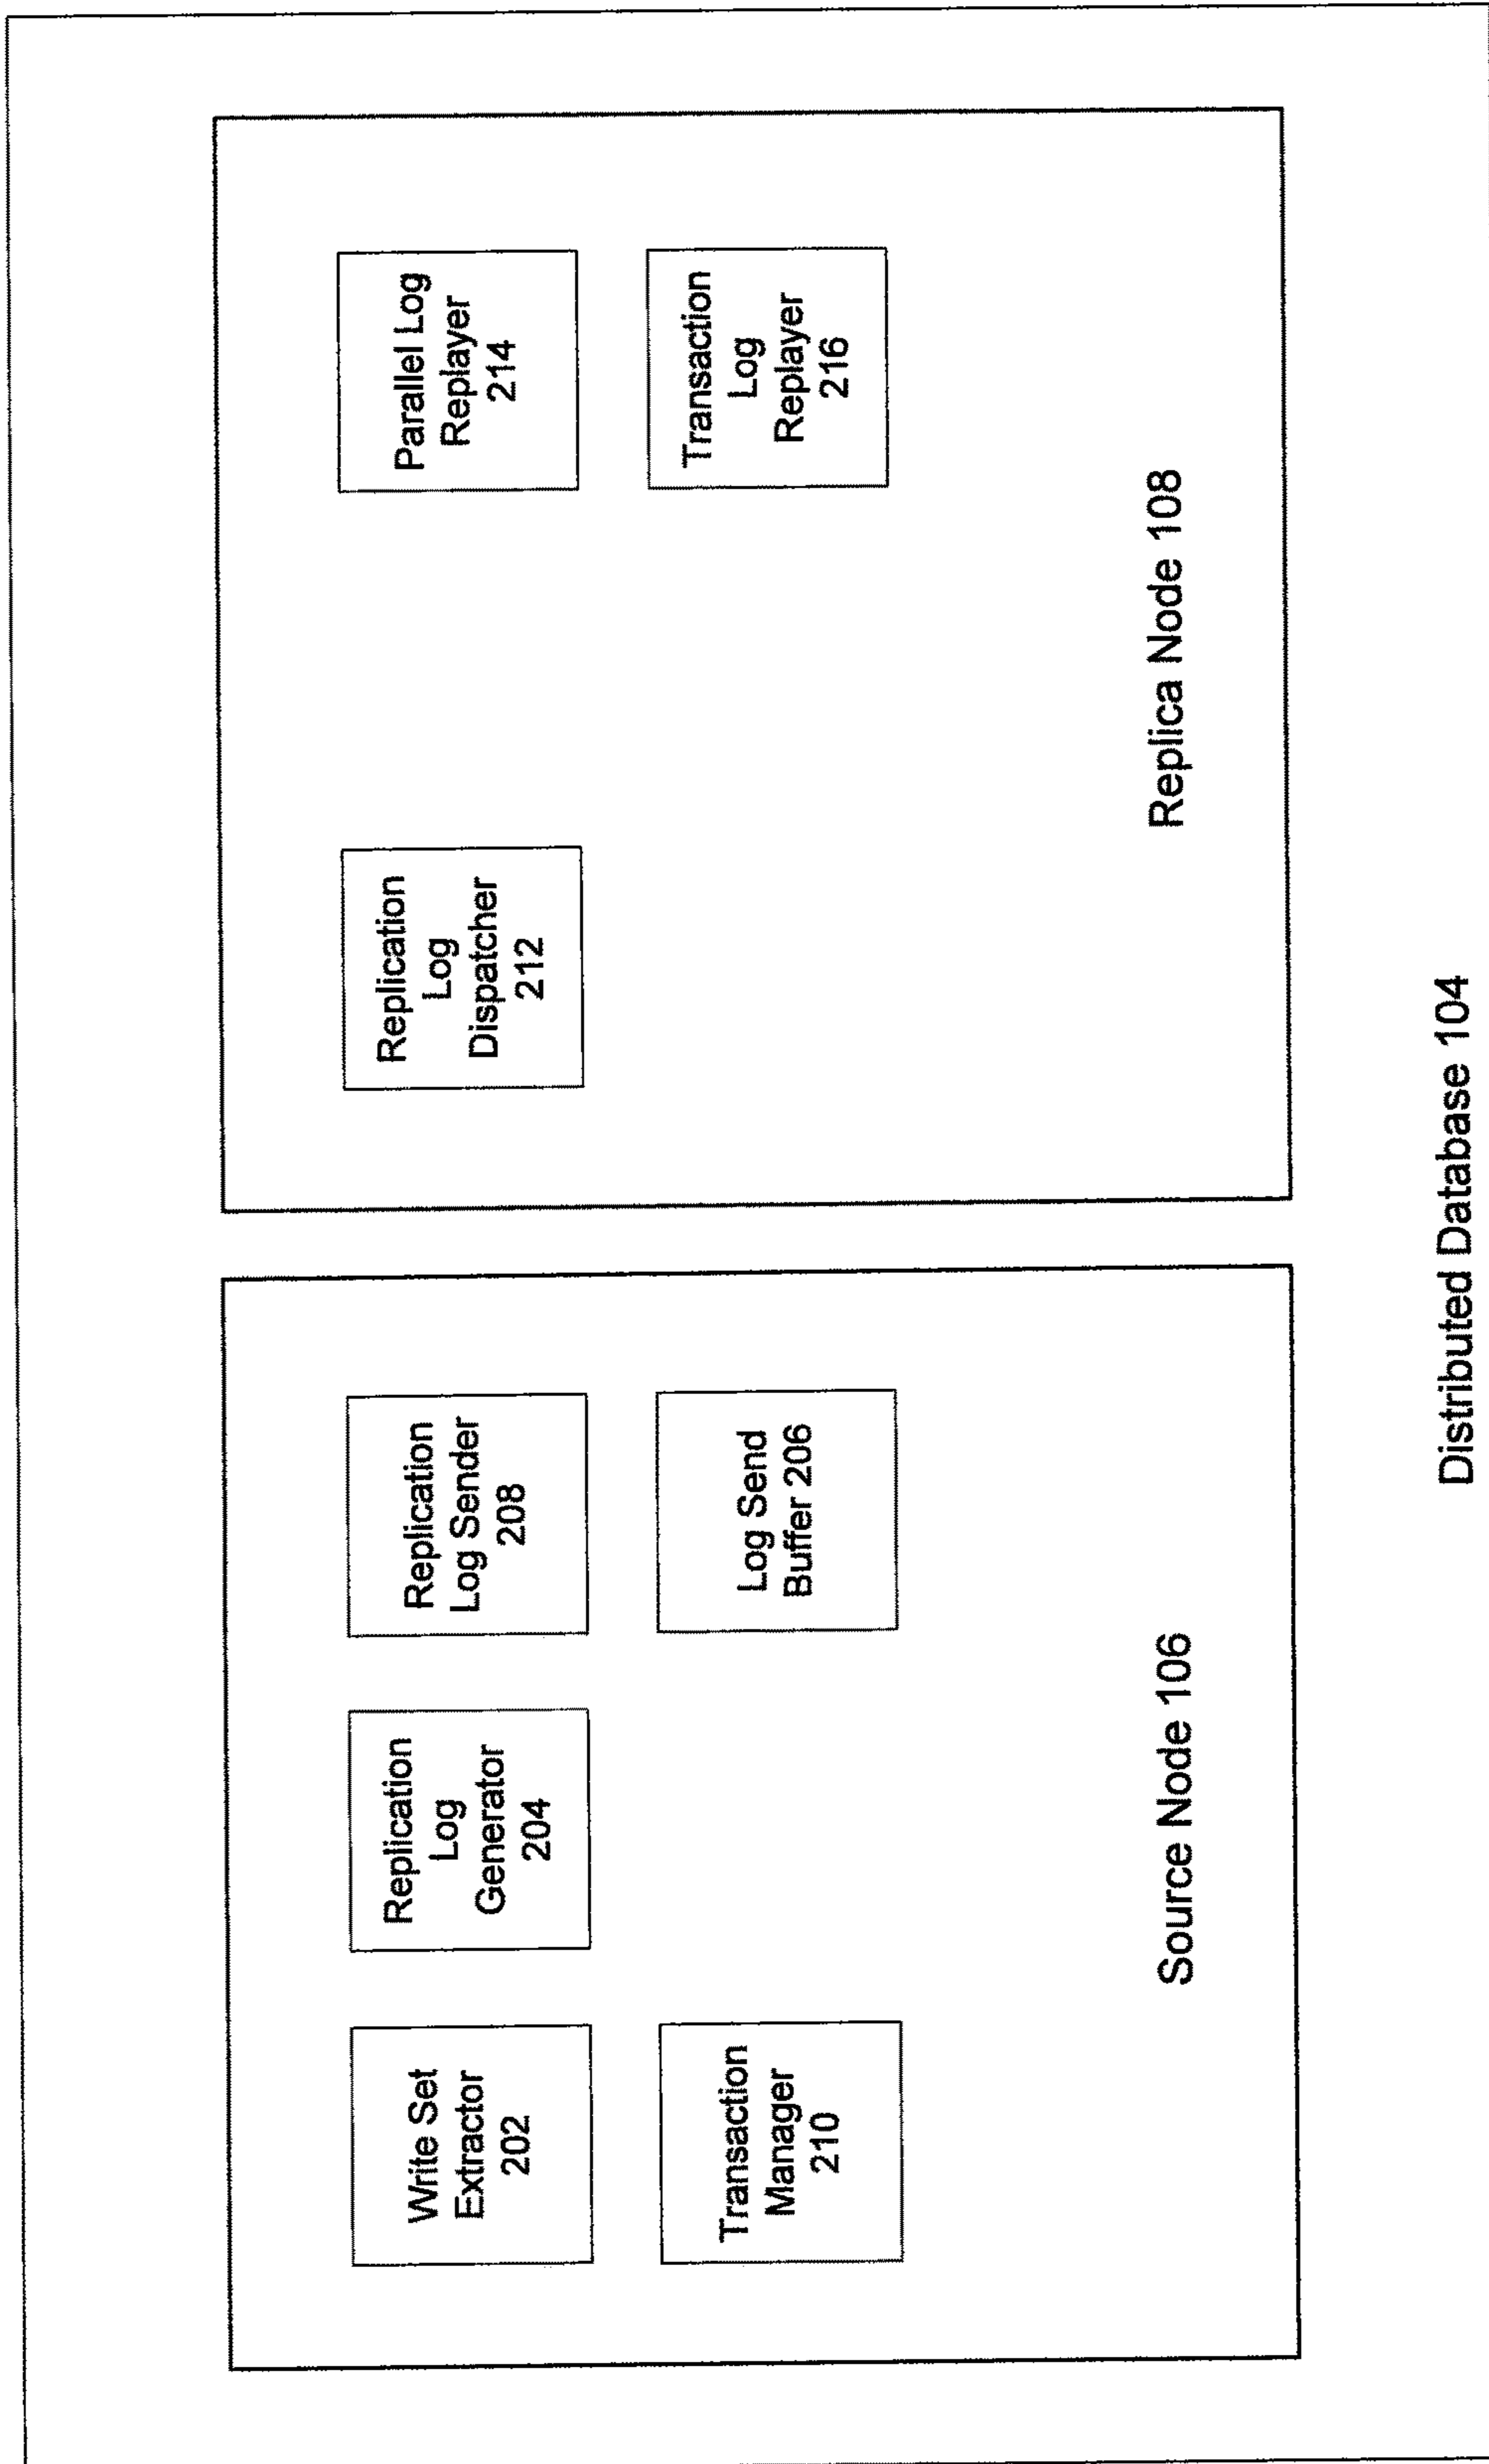 Write Set
Extractor
202
Replication
Log
Generator
204
Replication
Log Sender
208
Transaction
Manager
210
Log Send
Buffer 206
Source Node 106
Replication
Log
Dispatcher
212
Parallel Log
Replayer
214
Transaction
Log
Replayer
216
Replica Node 108
Distributed Database 104